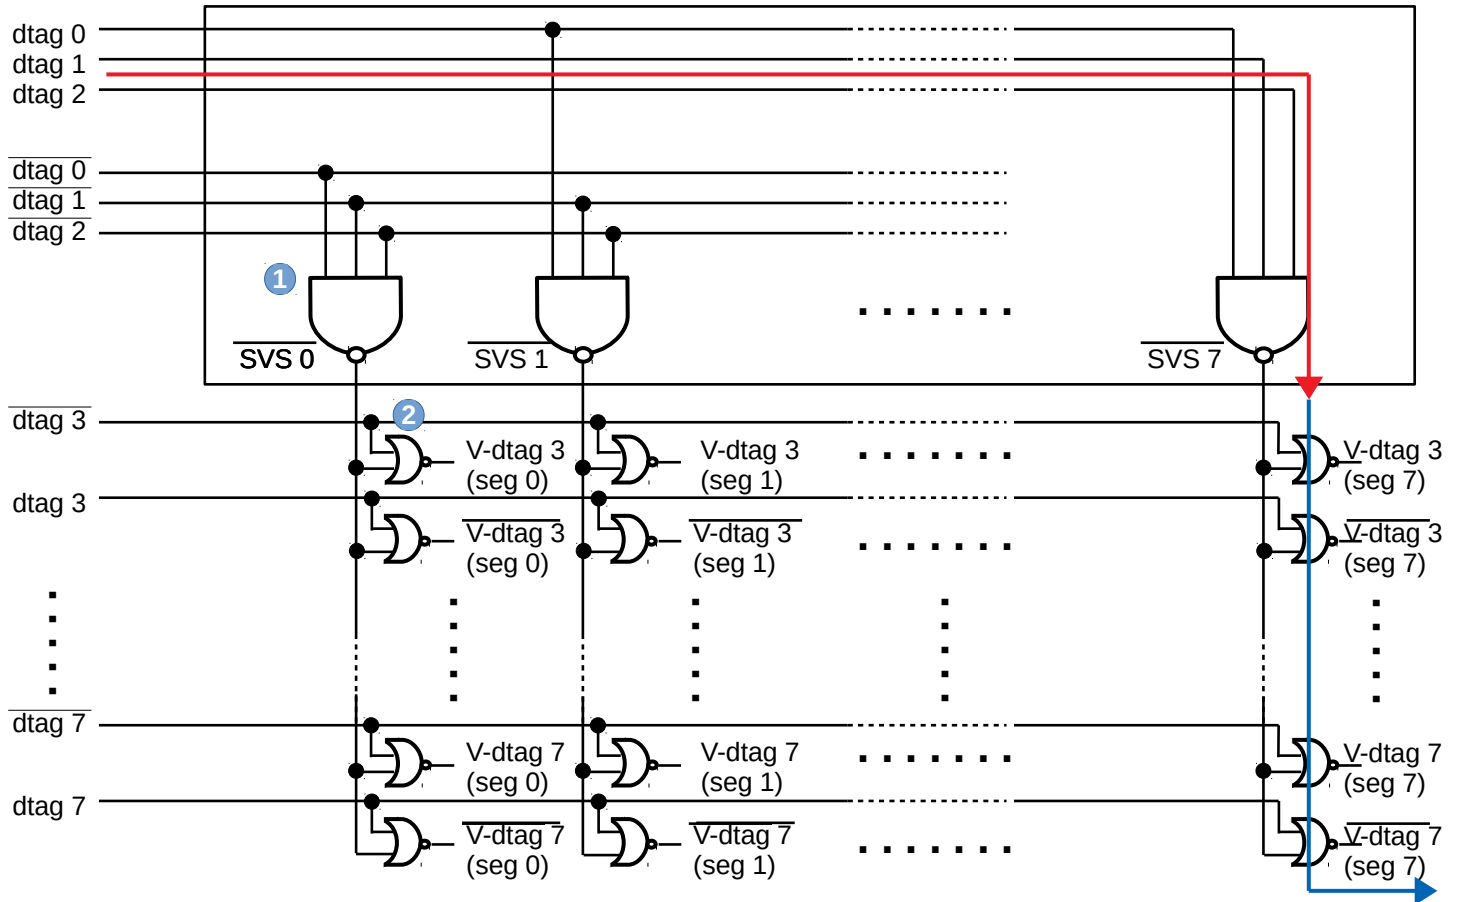 dtag 0
dtag 1
dtag 2
dtag 0
dtag 1
dtag 2
1
SVS 0
SVS 1
SVS 7
dtag 3
2
V-dtag 3
(seg 0)
V-dtag 3
(seg 1)
V-dtag 3
(seg 7)
dtag 3
V-dtag 3
(seg 0)
V-dtag 3
(seg 1)
V-dtag 3
(seg 7)
dtag 7
V-dtag 7
(seg 0)
V-dtag 7
(seg 1)
V-dtag 7
(seg 7)
dtag 7
V-dtag 7
(seg 0)
V-dtag 7
(seg 1)
V-dtag 7
(seg 7)